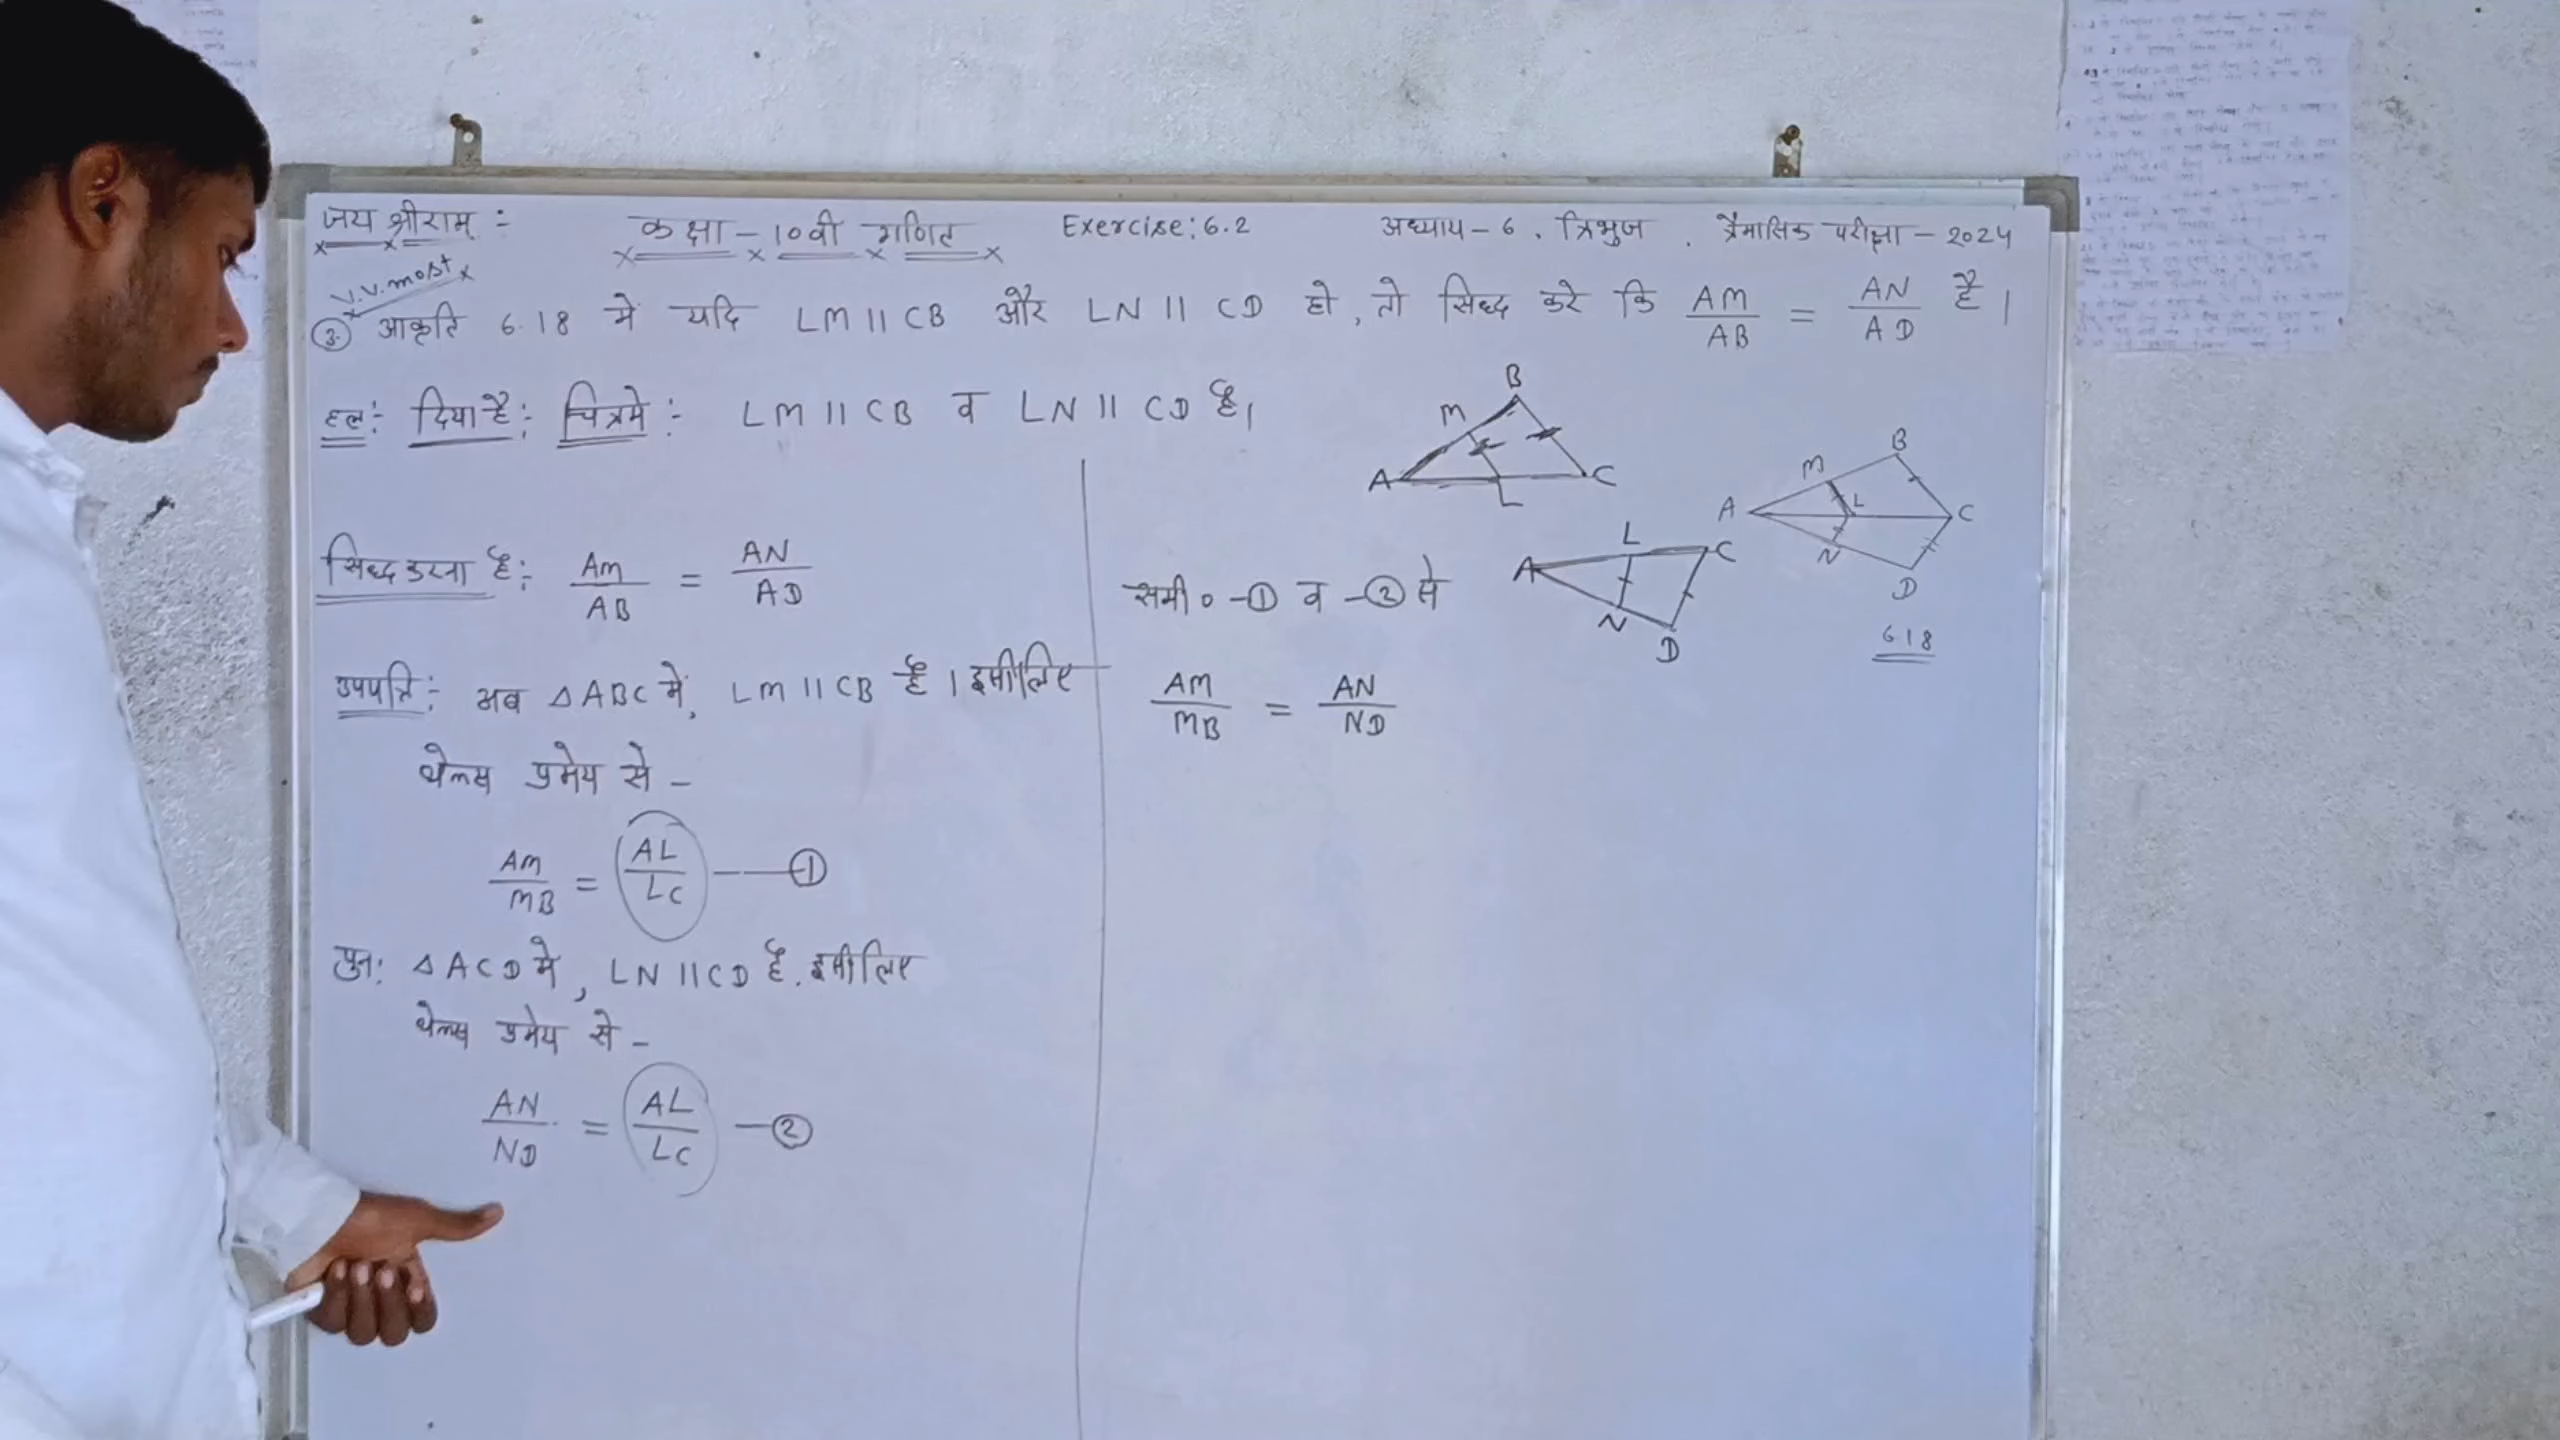 जय श्रीराम् :
कक्षा - 10वी गणित
Exercise: 6.2
अध्याय - 6 . त्रिभुज . त्रैमासिक परीक्षा - 2024
V.V.most
③ आकृति 6.18 में यदि LM || CB और LN || CD हो, तो सिध्द करे कि AM/AB = AN/AD है।
हल: दिया है: चित्रमे:- LM || CB व LN || CD है।
सिध्द करना है: AM/AB = AN/AD
उपपत्ति:- अब △ABC में, LM || CB है। इसीलिए
थेल्स प्रमेय से -
AM/MB = AL/LC ——①
पुन: △ACD मे, LN || CD है. इसीलिए
थेल्स प्रमेय से -
AN/ND = AL/LC —②
समी० -① व -② से
AM/MB = AN/ND
B
M
A
L
C
L
C
A
N
D
B
M
A
L
C
N
D
6.18